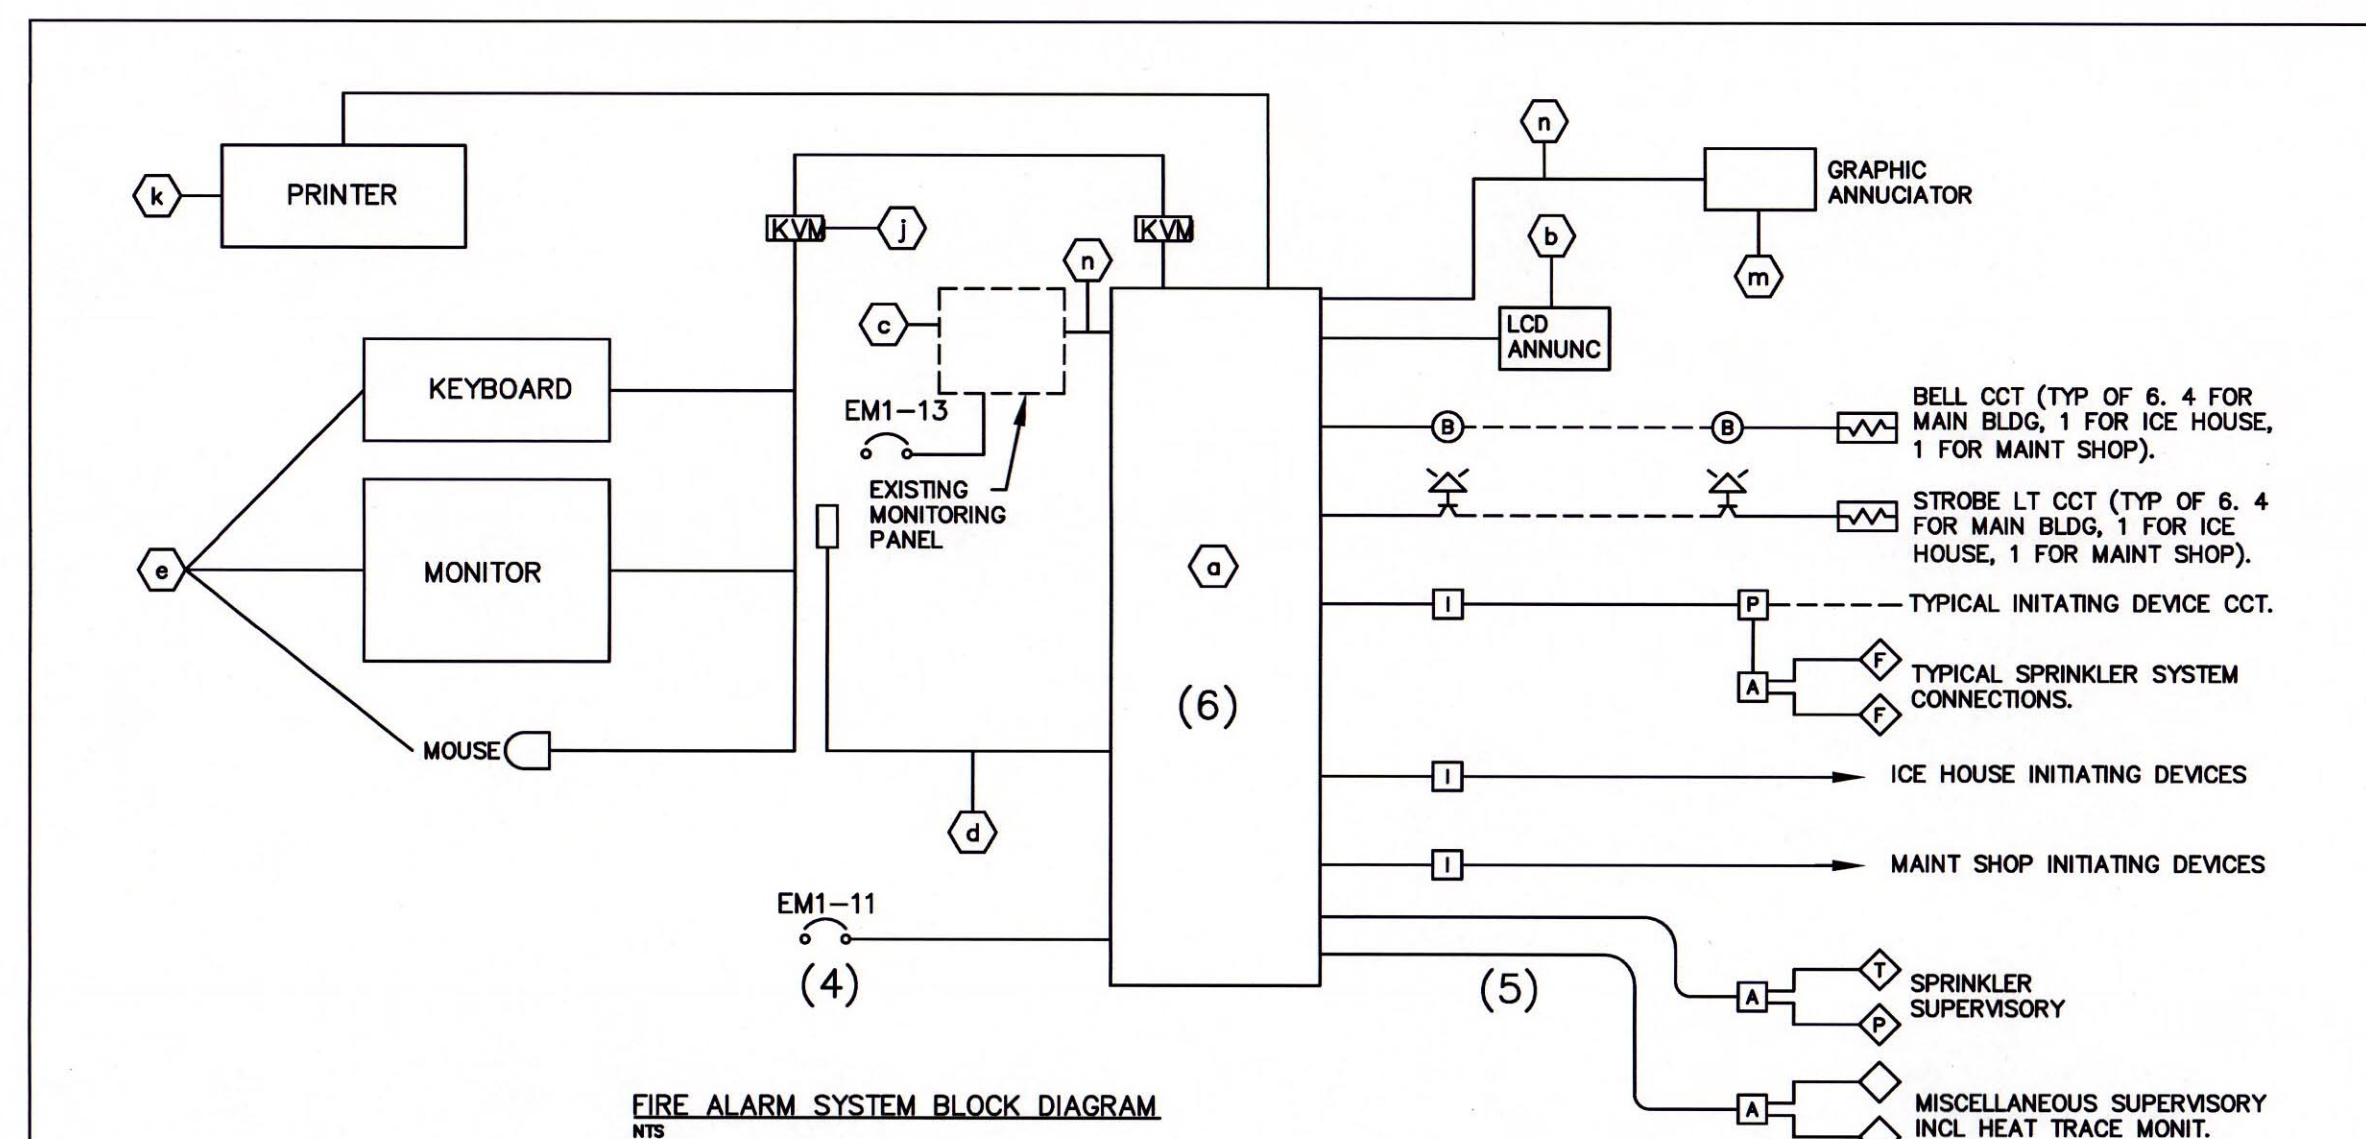 n
k
PRINTER
GRAPHIC
ANNUCIATOR
KVM
j
KVM
b
n
m
c
LCD
ANNUNC
KEYBOARD
EM1-13
BELL CCT (TYP OF 6. 4 FOR
MAIN BLDG, 1 FOR ICE HOUSE,
1 FOR MAINT SHOP).
B
B
EXISTING
MONITORING
PANEL
STROBE LT CCT (TYP OF 6. 4
FOR MAIN BLDG, 1 FOR ICE
HOUSE, 1 FOR MAINT SHOP).
e
MONITOR
a
I
P
TYPICAL INITATING DEVICE CCT.
F
A
TYPICAL SPRINKLER SYSTEM
CONNECTIONS.
F
(6)
MOUSE
I
ICE HOUSE INITIATING DEVICES
d
I
MAINT SHOP INITIATING DEVICES
EM1-11
(4)
(5)
T
A
SPRINKLER
SUPERVISORY
P
A
MISCELLANEOUS SUPERVISORY
INCL HEAT TRACE MONIT.
FIRE ALARM SYSTEM BLOCK DIAGRAM
NTS